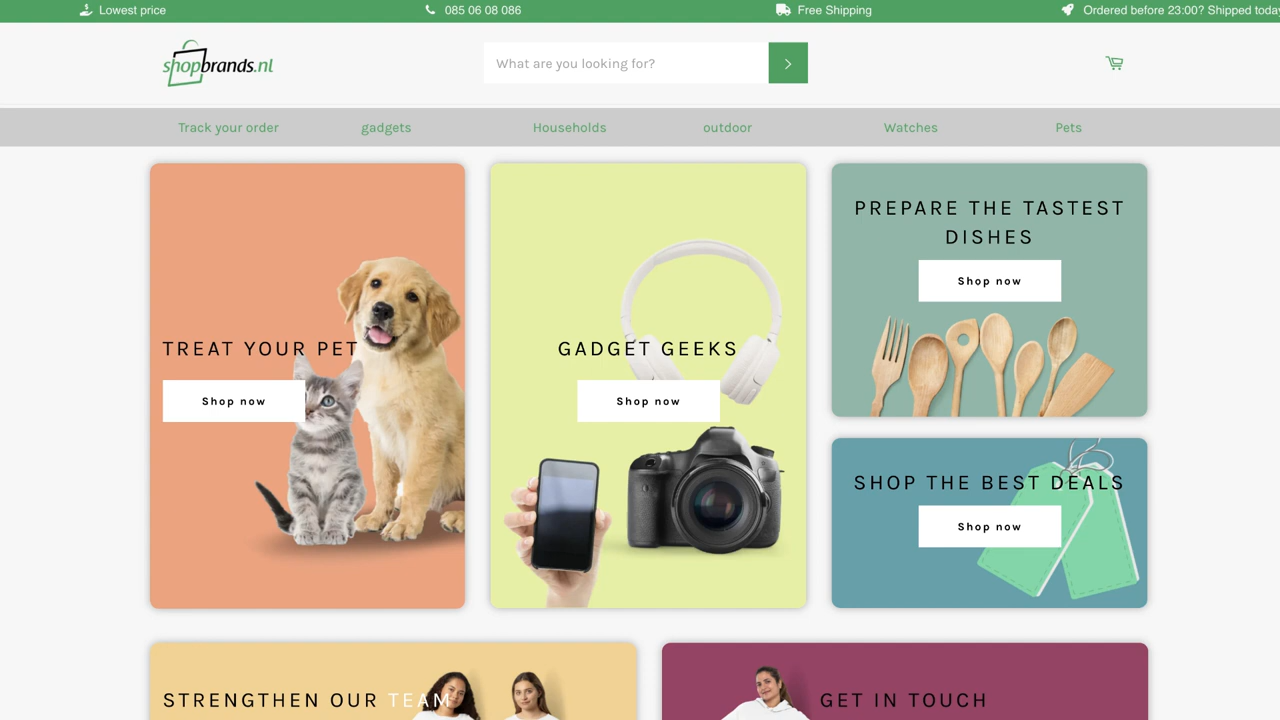 Lowest price
085 06 08 086
Free Shipping
Ordered before 23:00? Shipped today
shopbrands.nl
What are you looking for?
Track your order
gadgets
Households
outdoor
Watches
Pets
TREAT YOUR PET
Shop now
GADGET GEEKS
Shop now
PREPARE THE TASTEST
DISHES
Shop now
SHOP THE BEST DEALS
Shop now
STRENGTHEN OUR TEAM
GET IN TOUCH